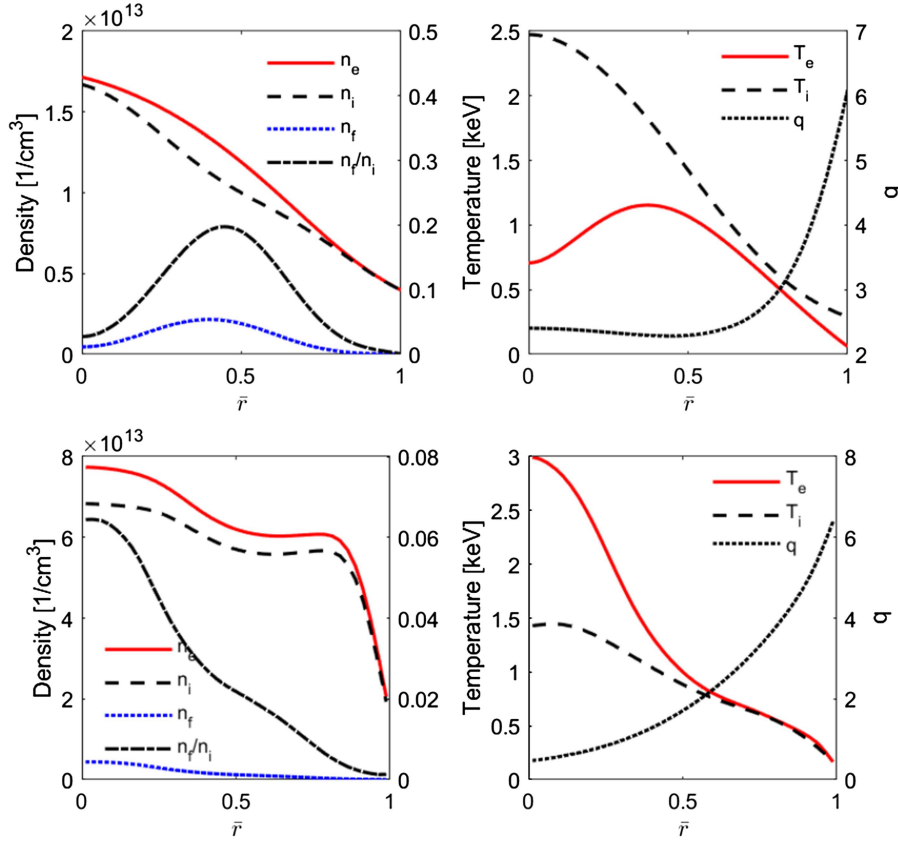 ×10^13
2
1.5
1
0.5
0
Density [1/cm^3]
0.5
0.4
0.3
0.2
0.1
0
n_e
n_i
n_f
n_f/n_i
0 0.5 1
r̄
2.5
2
1.5
1
0.5
0
Temperature [keV]
7
6
5
4
3
2
q
T_e
T_i
q
0 0.5 1
r̄
×10^13
8
6
4
2
0
Density [1/cm^3]
0.08
0.06
0.04
0.02
0
n_e
n_i
n_f
n_f/n_i
0 0.5 1
r̄
3
2.5
2
1.5
1
0.5
0
Temperature [keV]
8
6
4
2
0
q
T_e
T_i
q
0 0.5 1
r̄